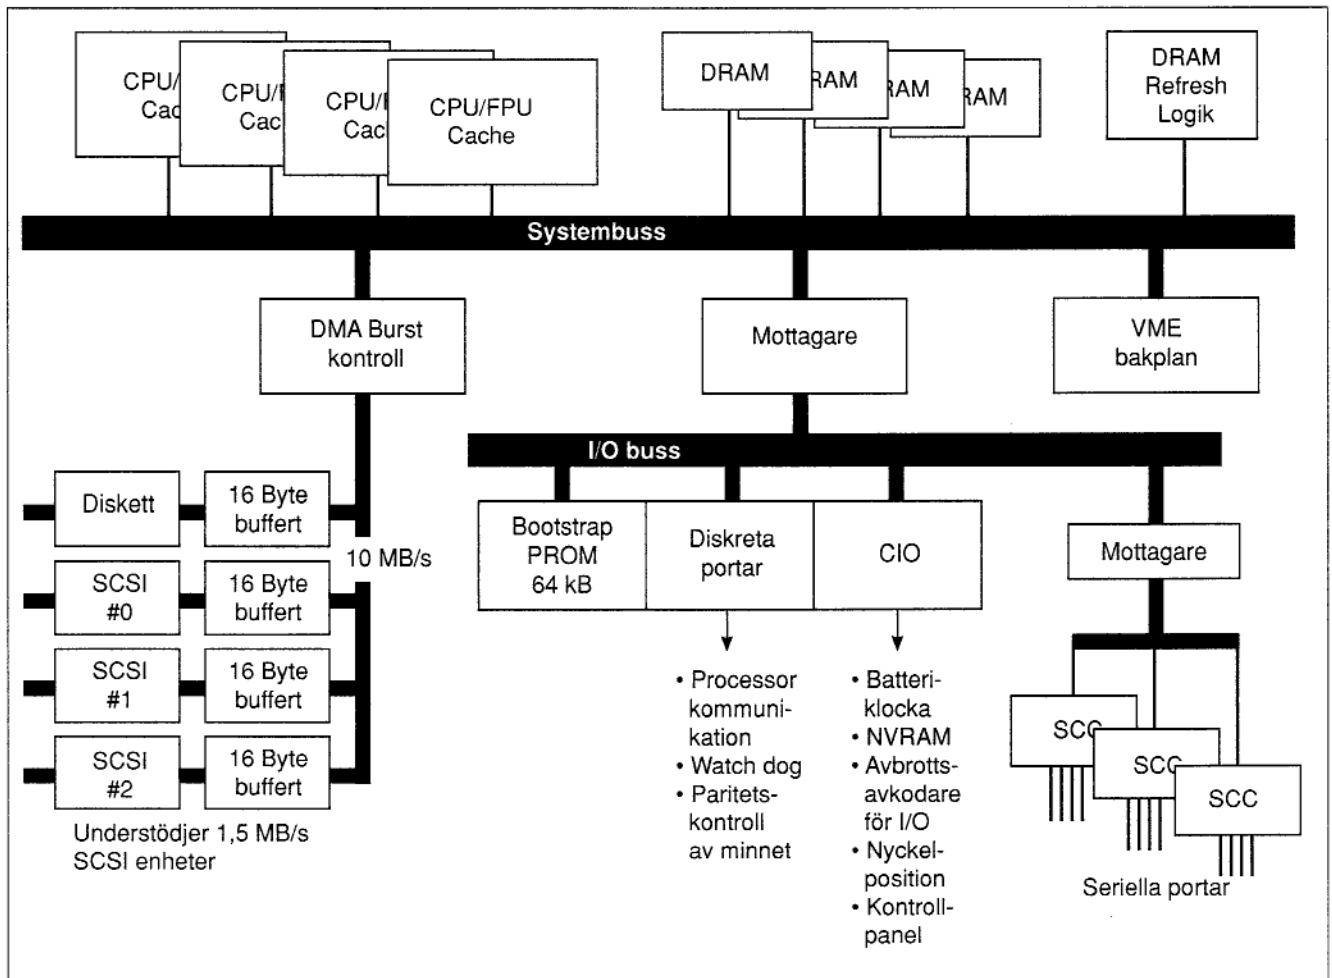 CPU/
Cac
CPU/
Cac
CPU/
Cac
CPU/FPU
Cache
DRAM
RAM
RAM
RAM
DRAM
Refresh
Logik
Systembuss
DMA Burst
kontroll
Mottagare
VME
bakplan
I/O buss
Diskett
16 Byte
buffert
10 MB/s
SCSI
#0
16 Byte
buffert
SCSI
#1
16 Byte
buffert
SCSI
#2
16 Byte
buffert
Understödjer 1,5 MB/s
SCSI enheter
Bootstrap
PROM
64 kB
Diskreta
portar
CIO
Mottagare
• Processor
kommuni-
kation
• Watch dog
• Paritets-
kontroll
av minnet
• Batteri-
klocka
• NVRAM
• Avbrotts-
avkodare
för I/O
• Nyckel-
position
• Kontroll-
panel
SCC
SCC
SCC
Seriella portar